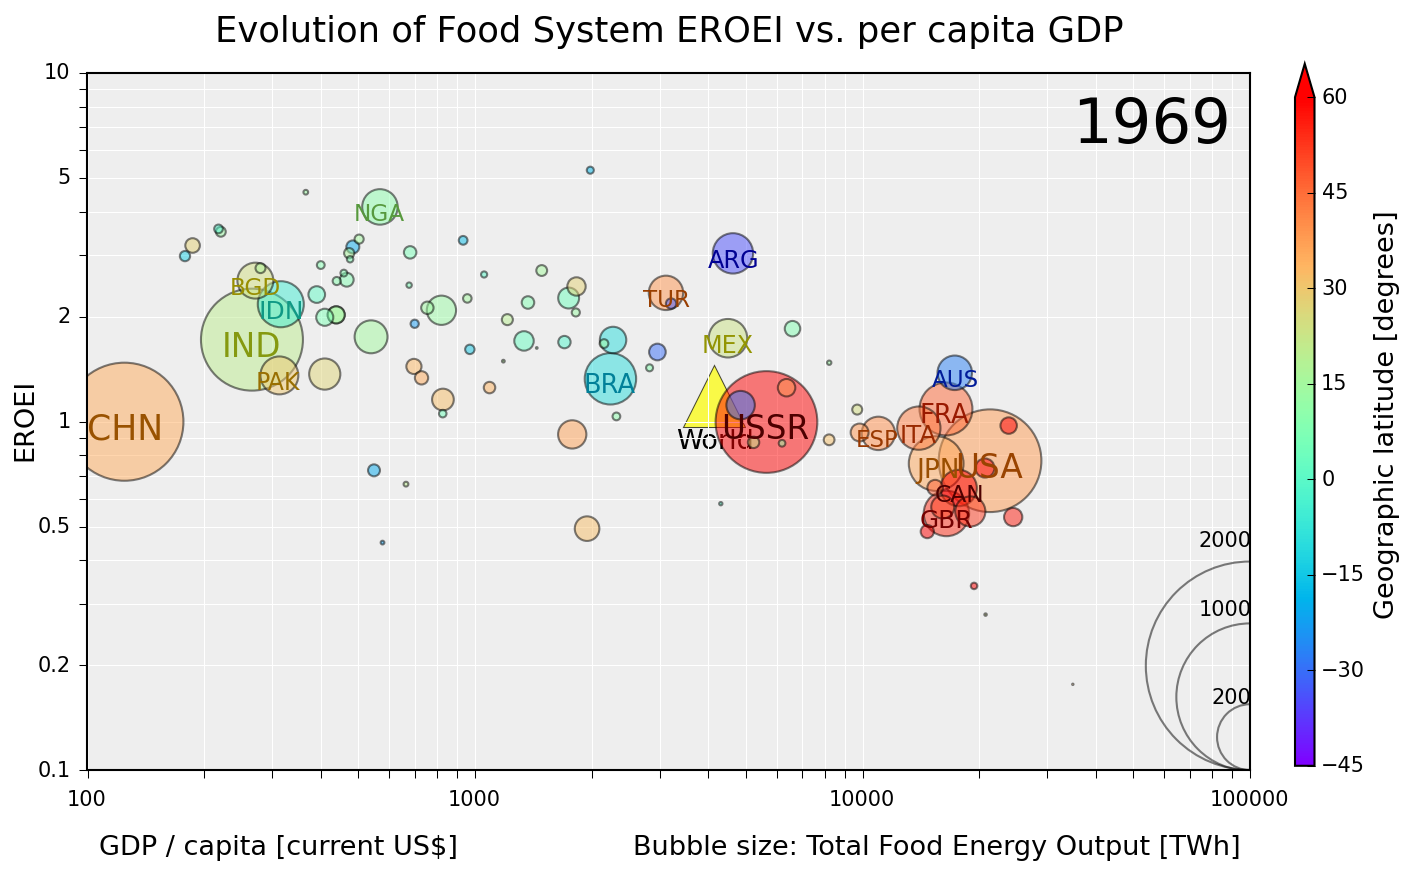 Evolution of Food System EROEI vs. per capita GDP
1969
10
5
2
1
0.5
0.2
0.1
EROEI
100
1000
10000
100000
GDP / capita [current US$]
Bubble size: Total Food Energy Output [TWh]
NGA
ARG
BGD
IDN
TUR
IND
MEX
PAK
BRA
AUS
CHN
World
USSR
FRA
ESP
ITA
JPN
USA
CAN
GBR
2000
1000
200
60
45
30
15
0
−15
−30
−45
Geographic latitude [degrees]